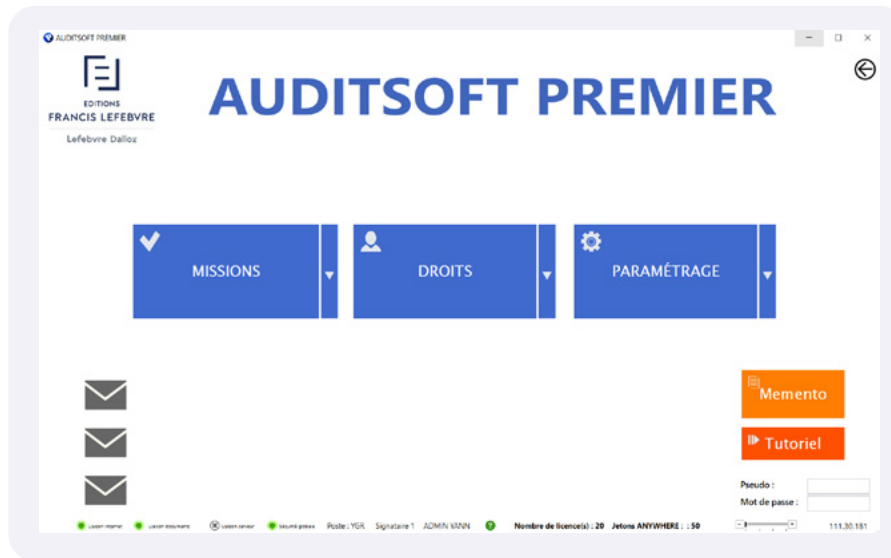 AUDITSOFT PREMIER
EDITIONS
FRANCIS LEFEBVRE
Lefebvre Dalloz
AUDITSOFT PREMIER
MISSIONS
DROITS
PARAMÉTRAGE
Memento
Tutoriel
Pseudo :
Mot de passe :
Poste : YGR Signataire 1 ADMIN YANN Nombre de licence(s) : 20 Jetons ANYWHERE : : 50 111.30.181